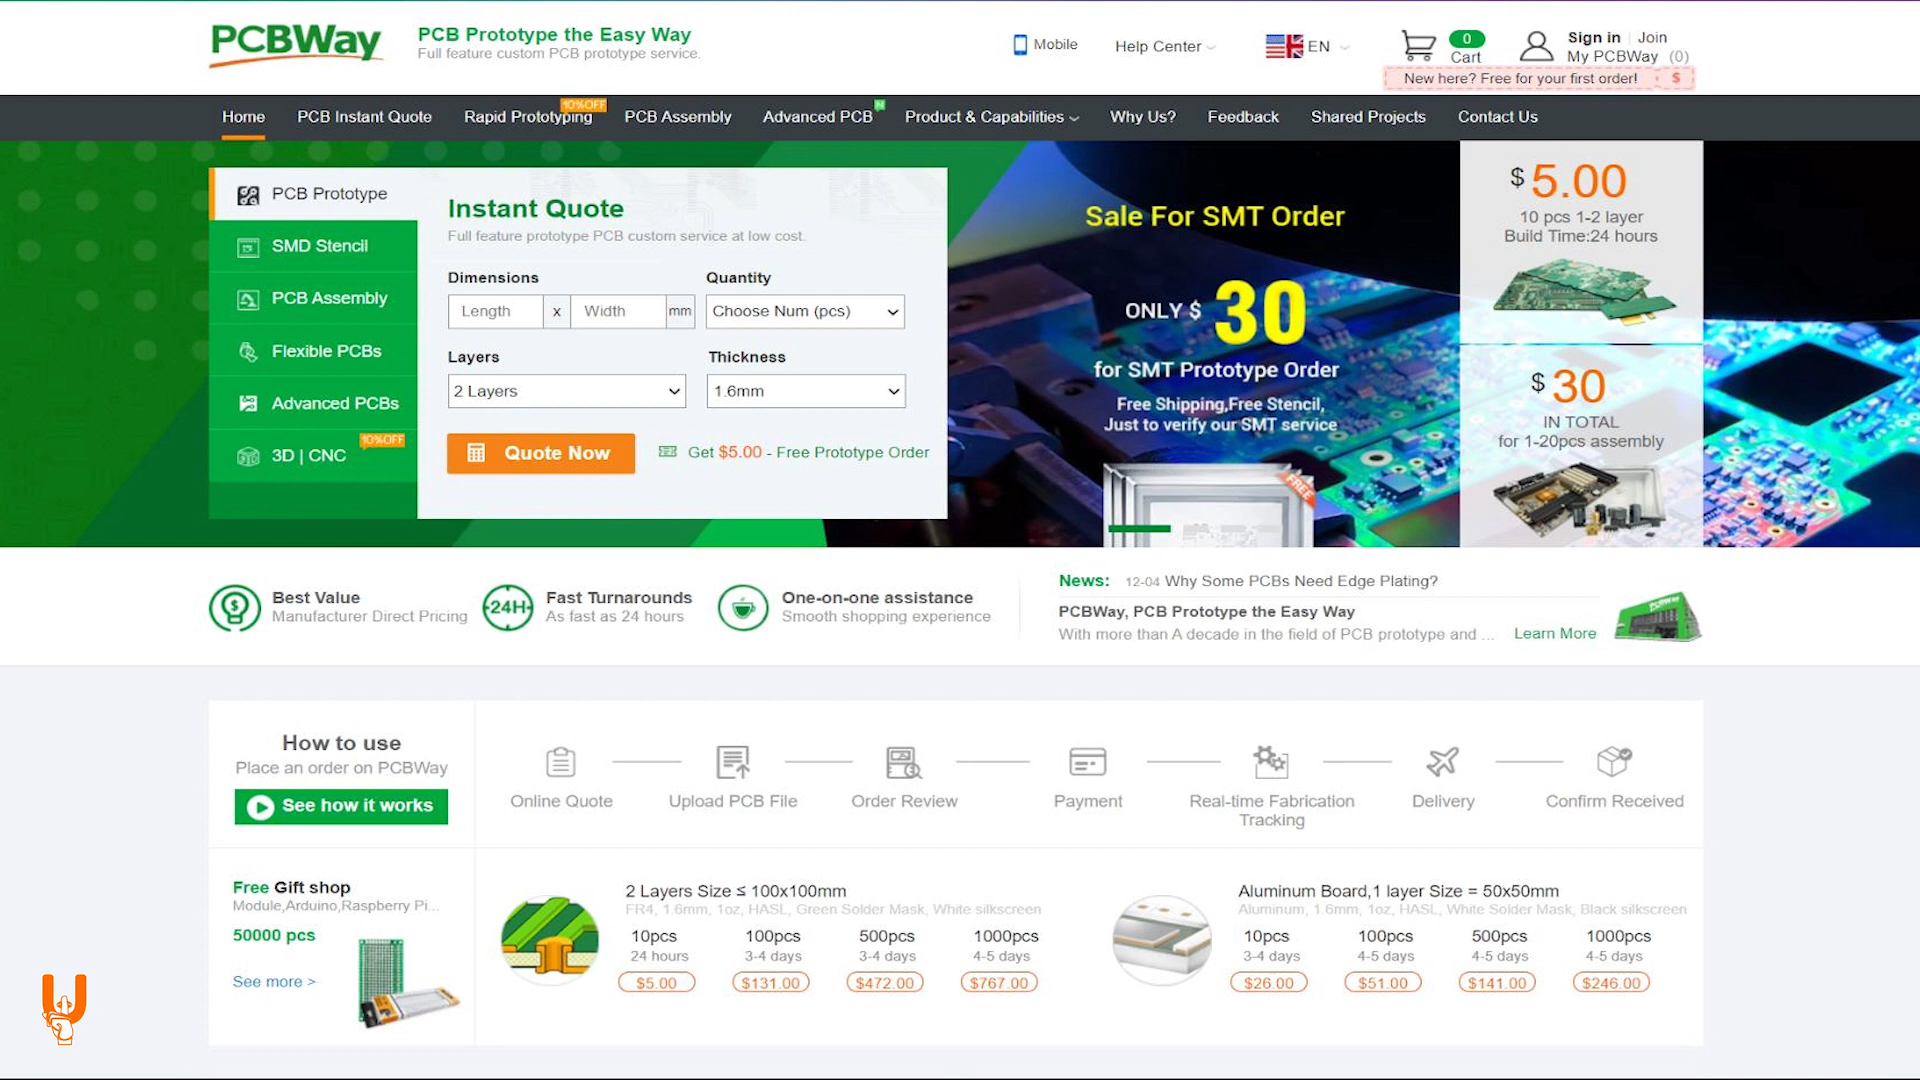 PCBWay
PCB Prototype the Easy Way
Full feature custom PCB prototype service.
Mobile
Help Center
EN
0
Cart
Sign in | Join
My PCBWay (0)
New here? Free for your first order! $
Home
PCB Instant Quote
Rapid Prototyping
10%OFF
PCB Assembly
Advanced PCB
N
Product & Capabilities
Why Us?
Feedback
Shared Projects
Contact Us
PCB Prototype
SMD Stencil
PCB Assembly
Flexible PCBs
Advanced PCBs
10%OFF
3D | CNC
Instant Quote
Full feature prototype PCB custom service at low cost.
Dimensions
Quantity
Length x Width mm
Choose Num (pcs)
Layers
Thickness
2 Layers
1.6mm
Quote Now
Get $5.00 - Free Prototype Order
Sale For SMT Order
ONLY $ 30
for SMT Prototype Order
Free Shipping,Free Stencil,
Just to verify our SMT service
FREE
$ 5.00
10 pcs 1-2 layer
Build Time:24 hours
$ 30
IN TOTAL
for 1-20pcs assembly
Best Value
Manufacturer Direct Pricing
24H
Fast Turnarounds
As fast as 24 hours
One-on-one assistance
Smooth shopping experience
News: 12-04 Why Some PCBs Need Edge Plating?
PCBWay, PCB Prototype the Easy Way
With more than A decade in the field of PCB prototype and ... Learn More
PCBWay
How to use
Place an order on PCBWay
See how it works
Online Quote
Upload PCB File
Order Review
Payment
Real-time Fabrication
Tracking
Delivery
Confirm Received
Free Gift shop
Module,Arduino,Raspberry Pi...
50000 pcs
See more >
2 Layers Size ≤ 100x100mm
FR4, 1.6mm, 1oz, HASL, Green Solder Mask, White silkscreen
10pcs 100pcs 500pcs 1000pcs
24 hours 3-4 days 3-4 days 4-5 days
$5.00 $131.00 $472.00 $767.00
Aluminum Board,1 layer Size = 50x50mm
Aluminum, 1.6mm, 1oz, HASL, White Solder Mask, Black silkscreen
10pcs 100pcs 500pcs 1000pcs
3-4 days 4-5 days 4-5 days 4-5 days
$26.00 $51.00 $141.00 $246.00